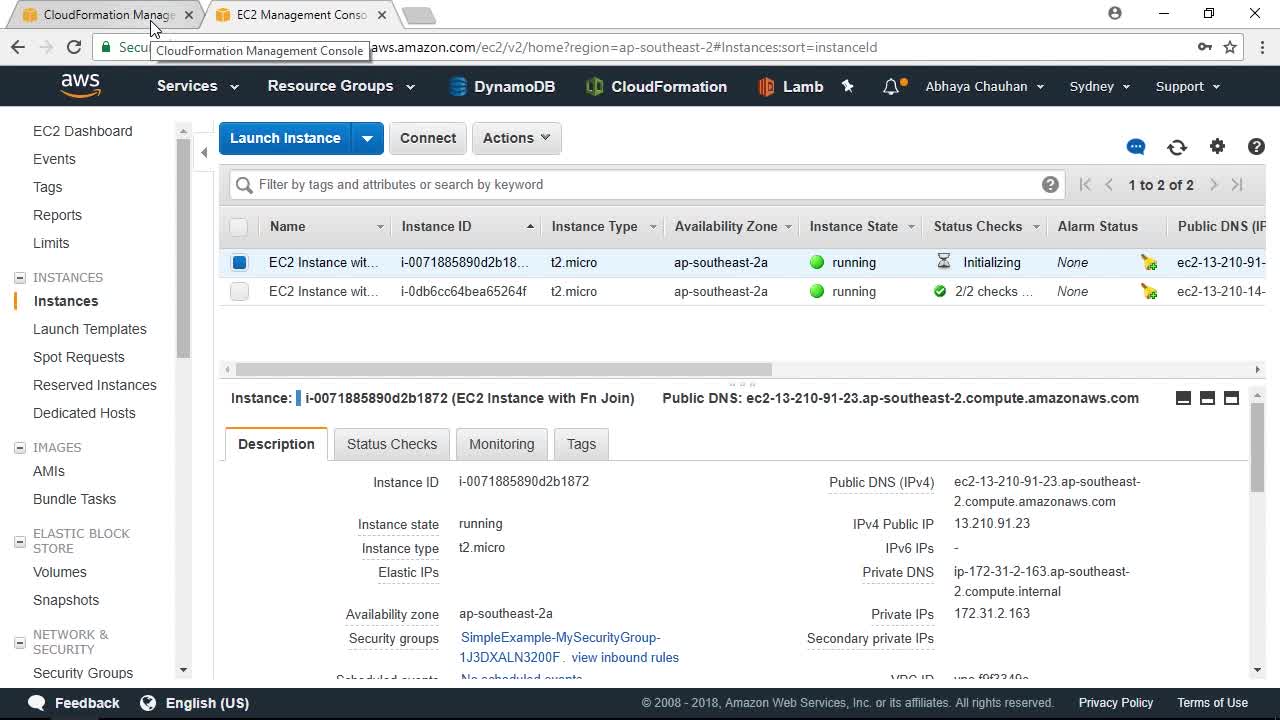 CloudFormation Manage
EC2 Management Conso
Secu
CloudFormation Management Console
aws.amazon.com/ec2/v2/home?region=ap-southeast-2#Instances:sort=instanceId
aws
Services
Resource Groups
DynamoDB
CloudFormation
Lamb
Abhaya Chauhan
Sydney
Support
EC2 Dashboard
Events
Tags
Reports
Limits
INSTANCES
Instances
Launch Templates
Spot Requests
Reserved Instances
Dedicated Hosts
IMAGES
AMIs
Bundle Tasks
ELASTIC BLOCK
STORE
Volumes
Snapshots
NETWORK &
SECURITY
Security Groups
Launch Instance
Connect
Actions
Filter by tags and attributes or search by keyword
1 to 2 of 2
Name Instance ID Instance Type Availability Zone Instance State Status Checks Alarm Status Public DNS (IP
EC2 Instance wit... i-0071885890d2b18... t2.micro ap-southeast-2a running Initializing None ec2-13-210-91-
EC2 Instance wit... i-0db6cc64bea65264f t2.micro ap-southeast-2a running 2/2 checks ... None ec2-13-210-14-
Instance: i-0071885890d2b1872 (EC2 Instance with Fn Join) Public DNS: ec2-13-210-91-23.ap-southeast-2.compute.amazonaws.com
Description Status Checks Monitoring Tags
Instance ID i-0071885890d2b1872
Instance state running
Instance type t2.micro
Elastic IPs
Availability zone ap-southeast-2a
Security groups SimpleExample-MySecurityGroup-
1J3DXALN3200F. view inbound rules
Scheduled events No scheduled events
Public DNS (IPv4) ec2-13-210-91-23.ap-southeast-
2.compute.amazonaws.com
IPv4 Public IP 13.210.91.23
IPv6 IPs -
Private DNS ip-172-31-2-163.ap-southeast-
2.compute.internal
Private IPs 172.31.2.163
Secondary private IPs
VPC ID
Feedback
English (US)
© 2008 - 2018, Amazon Web Services, Inc. or its affiliates. All rights reserved.
Privacy Policy
Terms of Use